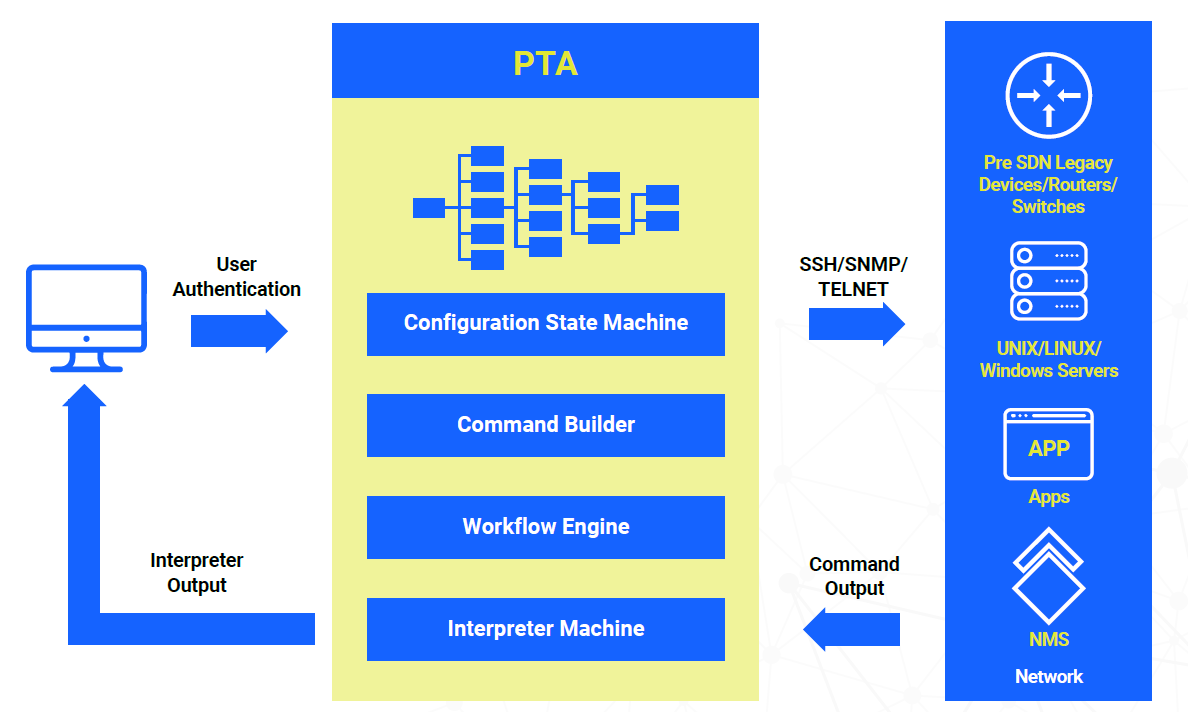 PTA
User
Authentication
Configuration State Machine
Command Builder
Workflow Engine
Interpreter Machine
Interpreter
Output
SSH/SNMP/
TELNET
Command
Output
Pre SDN Legacy
Devices/Routers/
Switches
UNIX/LINUX/
Windows Servers
APP
Apps
NMS
Network